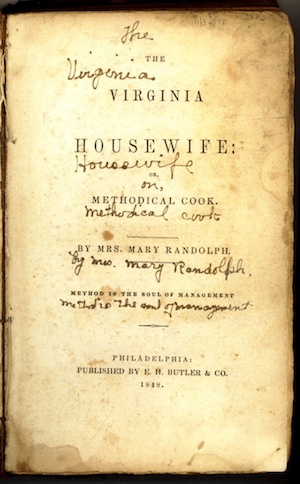 The
THE
Virginia
VIRGINIA
HOUSEWIFE:
Housewife
OR,
or,
METHODICAL COOK.
methodical cook
BY MRS. MARY RANDOLPH.
by mrs. mary Randolph.
METHOD IS THE SOUL OF MANAGEMENT
method is the soul of management
PHILADELPHIA:
PUBLISHED BY E. H. BUTLER & CO.
1848.